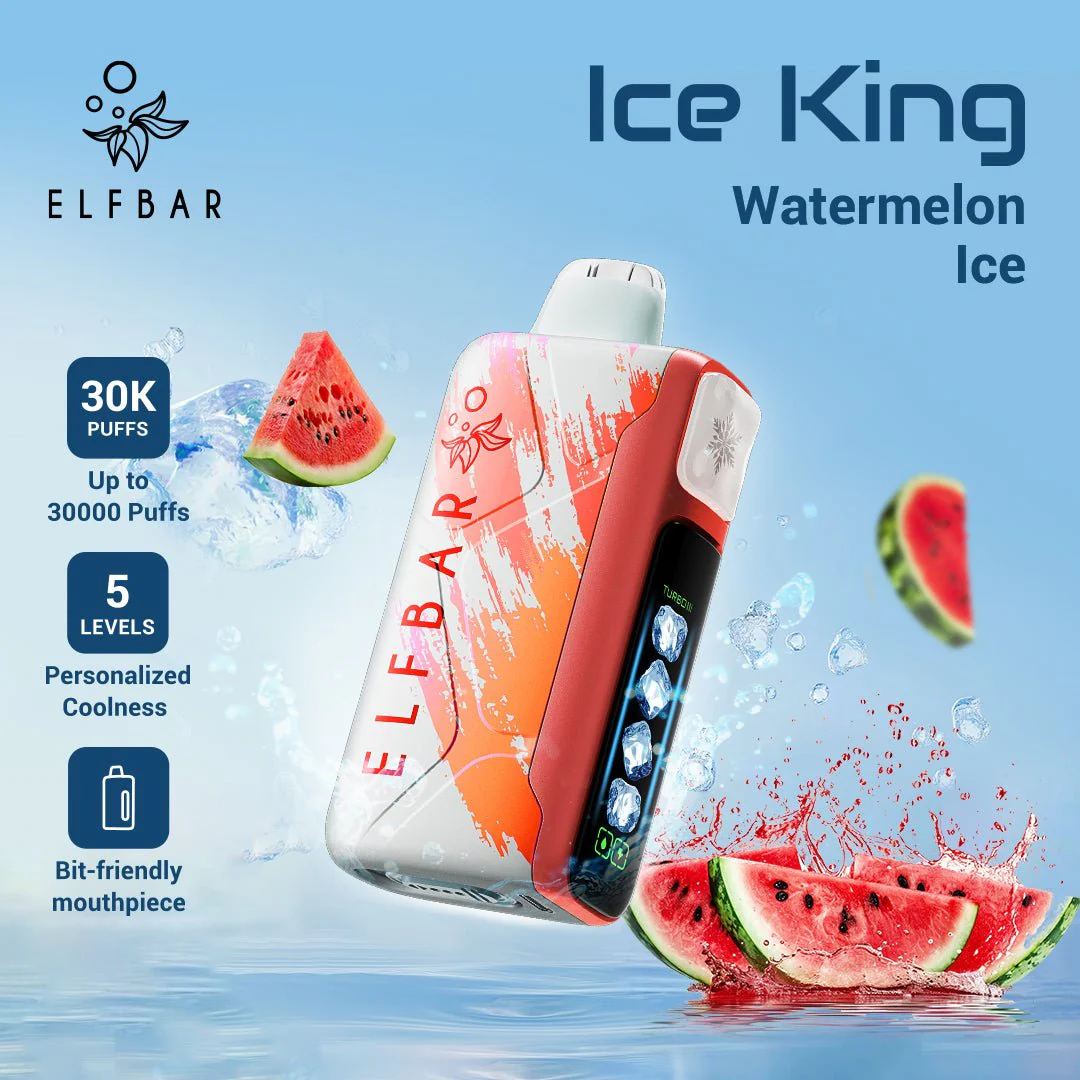 ELFBAR
Ice King
Watermelon
Ice
30K
PUFFS
Up to
30000 Puffs
5
LEVELS
Personalized
Coolness
Bit-friendly
mouthpiece
ELFBAR
TURBO